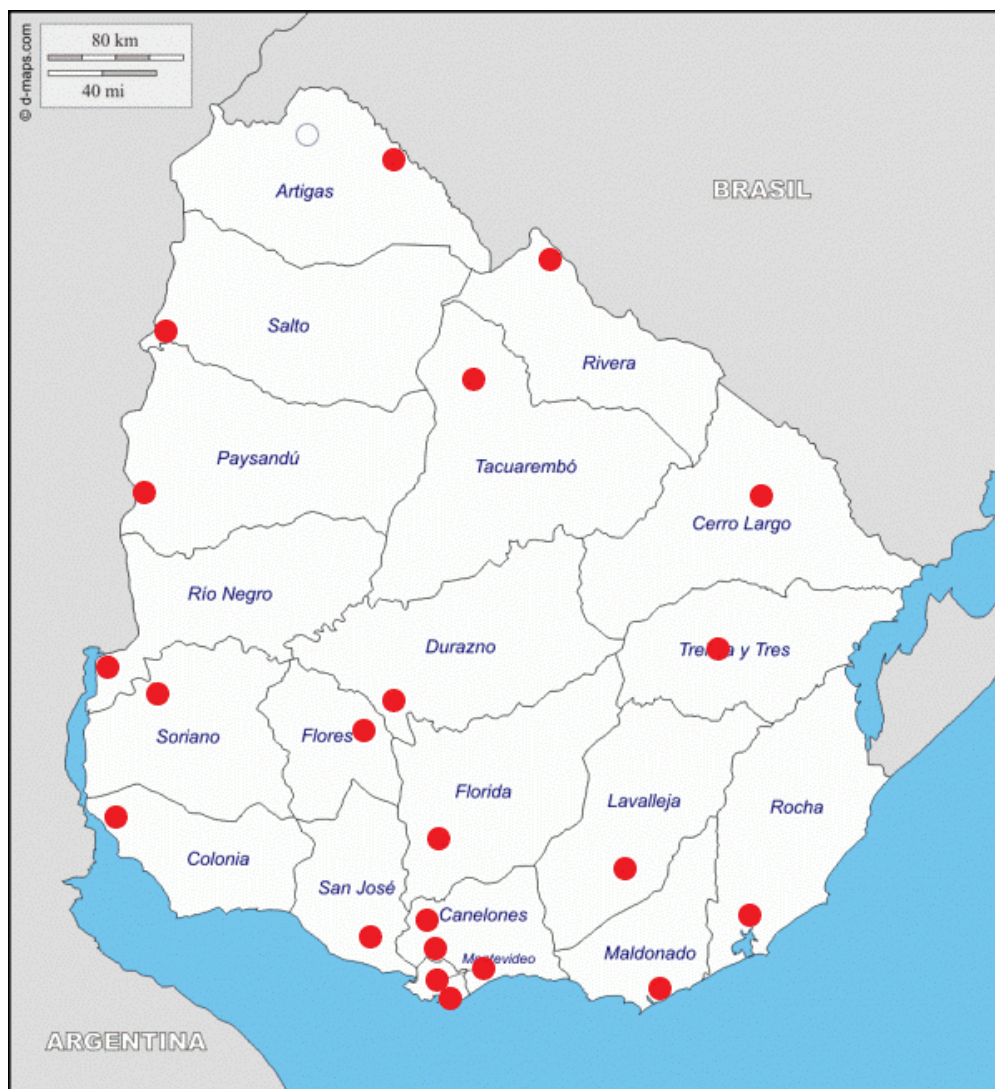 80 km
40 mi
© d-maps.com
BRASIL
Artigas
Salto
Rivera
Paysandú
Tacuarembó
Cerro Largo
Río Negro
Durazno
Treinta y Tres
Soriano
Flores
Florida
Lavalleja
Rocha
Colonia
San José
Canelones
Maldonado
Montevideo
ARGENTINA